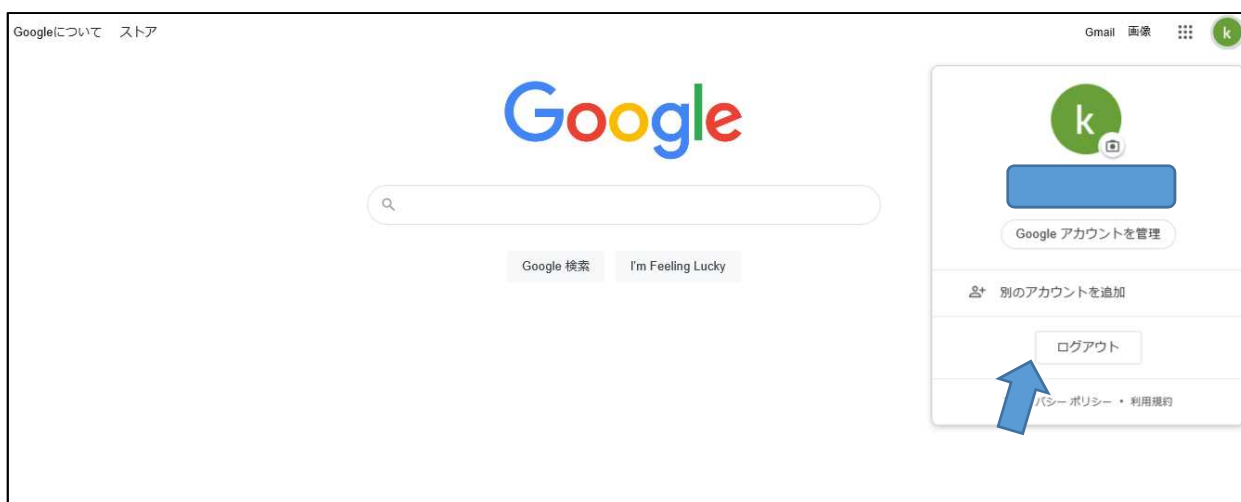 Googleについて ストア
Gmail 画像
k
Google
k
Google アカウントを管理
Google 検索 I'm Feeling Lucky
別のアカウントを追加
ログアウト
バシー ポリシー • 利用規約